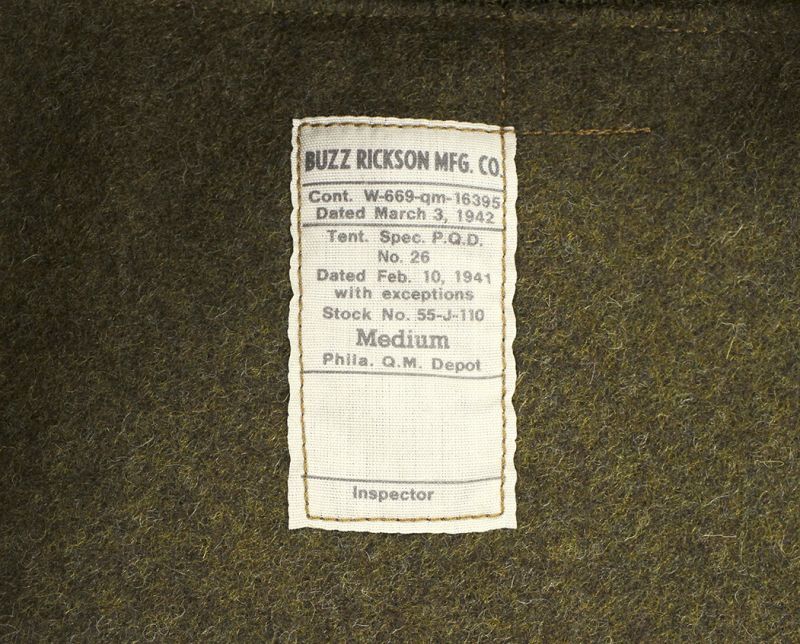 BUZZ RICKSON MFG. CO.
Cont. W-669-qm-16395
Dated March 3, 1942
Tent. Spec. P.Q.D.
No. 26
Dated Feb. 10, 1941
with exceptions
Stock No. 55-J-110
Medium
Phila. Q.M. Depot
Inspector